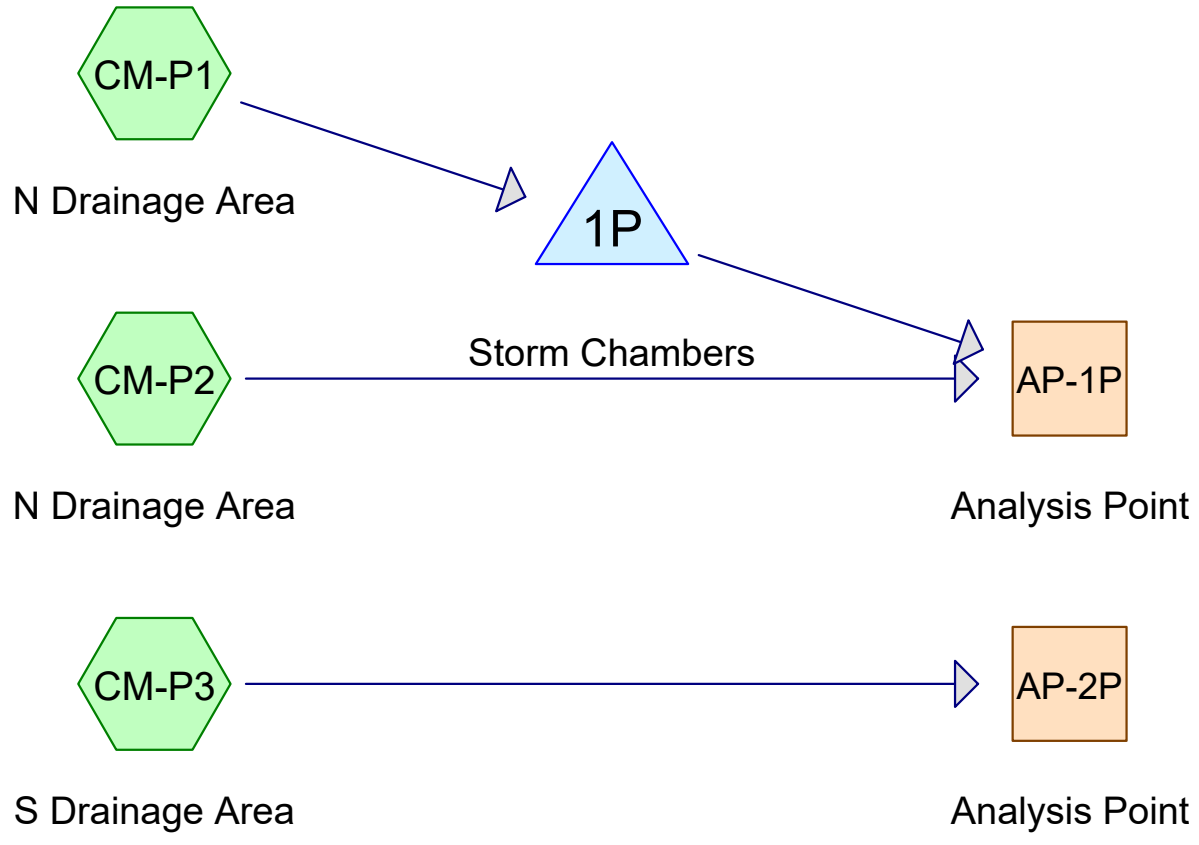 CM-P1
N Drainage Area
1P
Storm Chambers
CM-P2
N Drainage Area
AP-1P
Analysis Point
CM-P3
S Drainage Area
AP-2P
Analysis Point